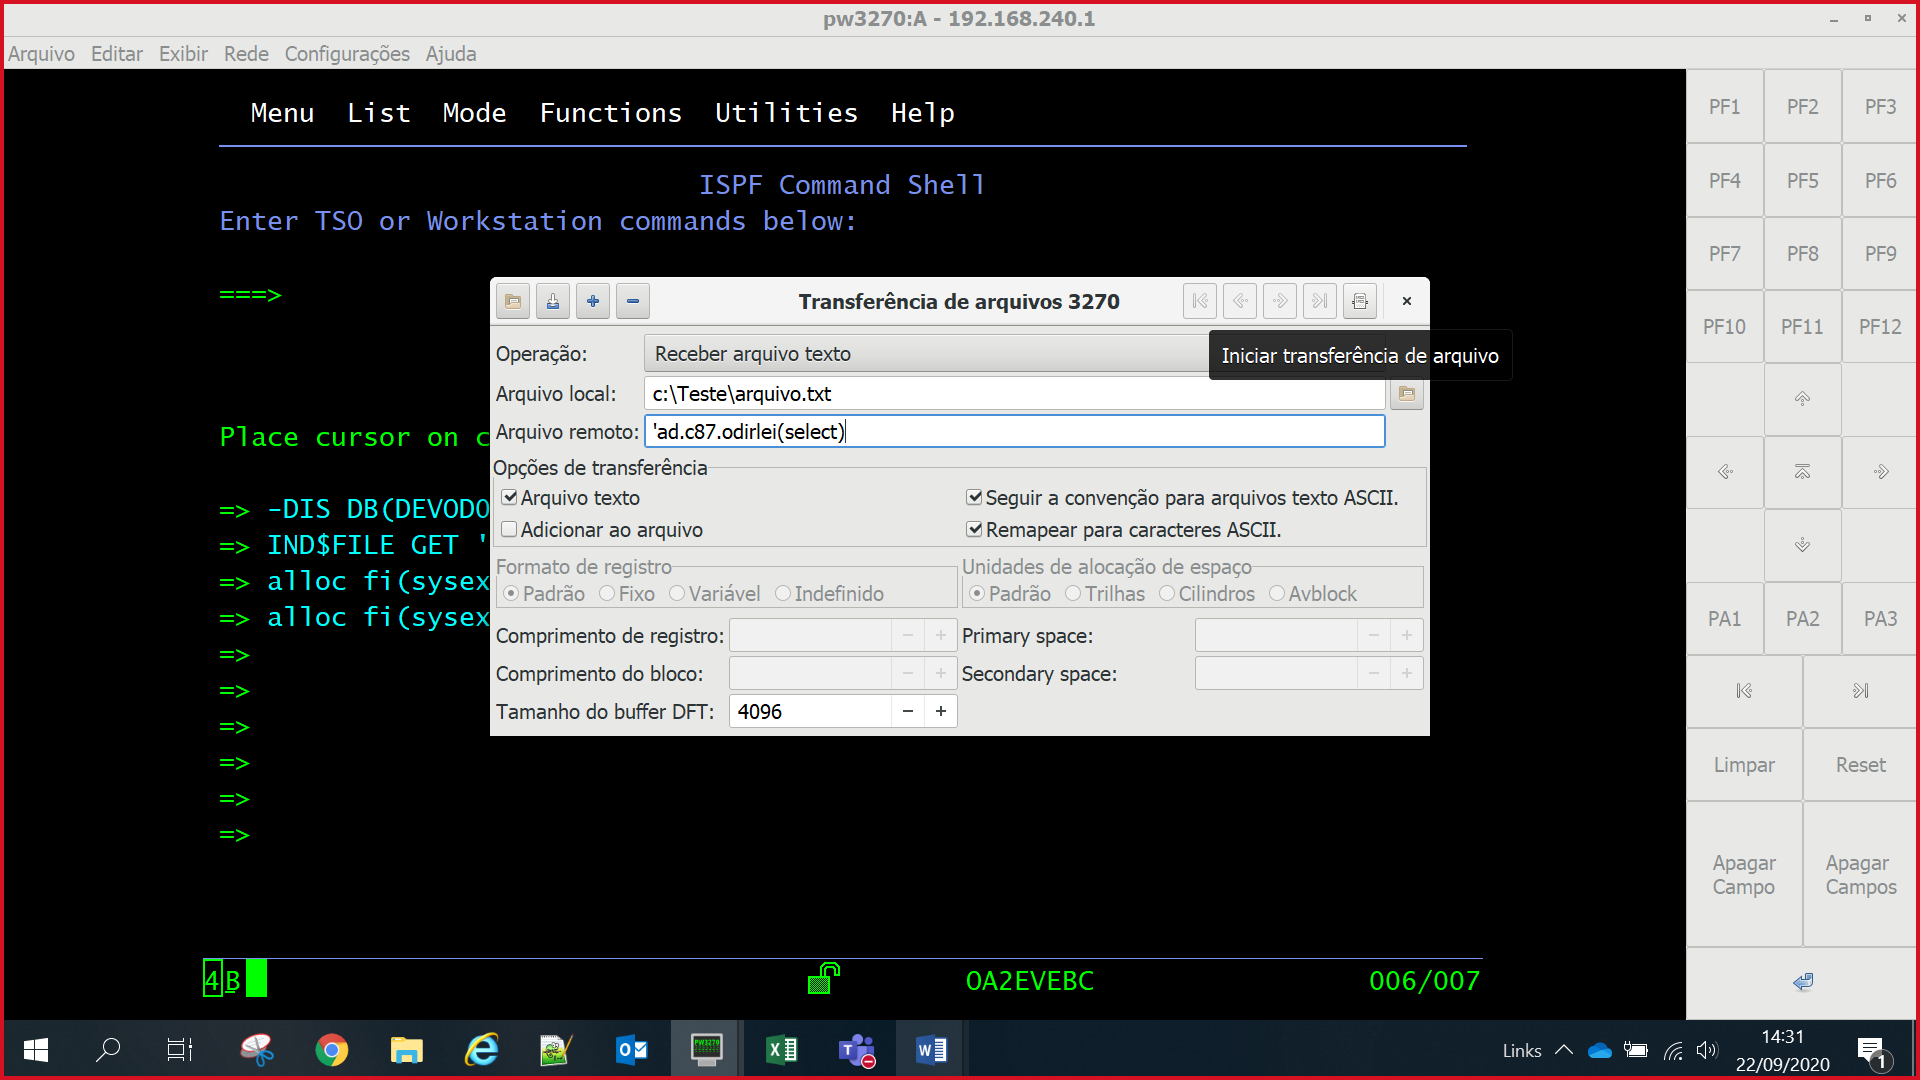 pw3270:A - 192.168.240.1
Arquivo Editar Exibir Rede Configurações Ajuda
Menu List Mode Functions Utilities Help
ISPF Command Shell
Enter TSO or Workstation commands below:
===>
Transferência de arquivos 3270
Operação: Receber arquivo texto
Iniciar transferência de arquivo
Arquivo local: c:\Teste\arquivo.txt
Arquivo remoto: 'ad.c87.odirlei(select)
Opções de transferência
Arquivo texto
Seguir a convenção para arquivos texto ASCII.
Adicionar ao arquivo
Remapear para caracteres ASCII.
Formato de registro
Padrão Fixo Variável Indefinido
Unidades de alocação de espaço
Padrão Trilhas Cilindros Avblock
Comprimento de registro:
Primary space:
Comprimento do bloco:
Secondary space:
Tamanho do buffer DFT: 4096
Place cursor on c
=> -DIS DB(DEVODO
=> IND$FILE GET '
=> alloc fi(sysex
=> alloc fi(sysex
=>
=>
=>
=>
=>
=>
4 B
0A2EVEBC
006/007
PF1 PF2 PF3
PF4 PF5 PF6
PF7 PF8 PF9
PF10 PF11 PF12
PA1 PA2 PA3
Limpar Reset
Apagar Campo
Apagar Campos
PW3270
Links
14:31
22/09/2020
1